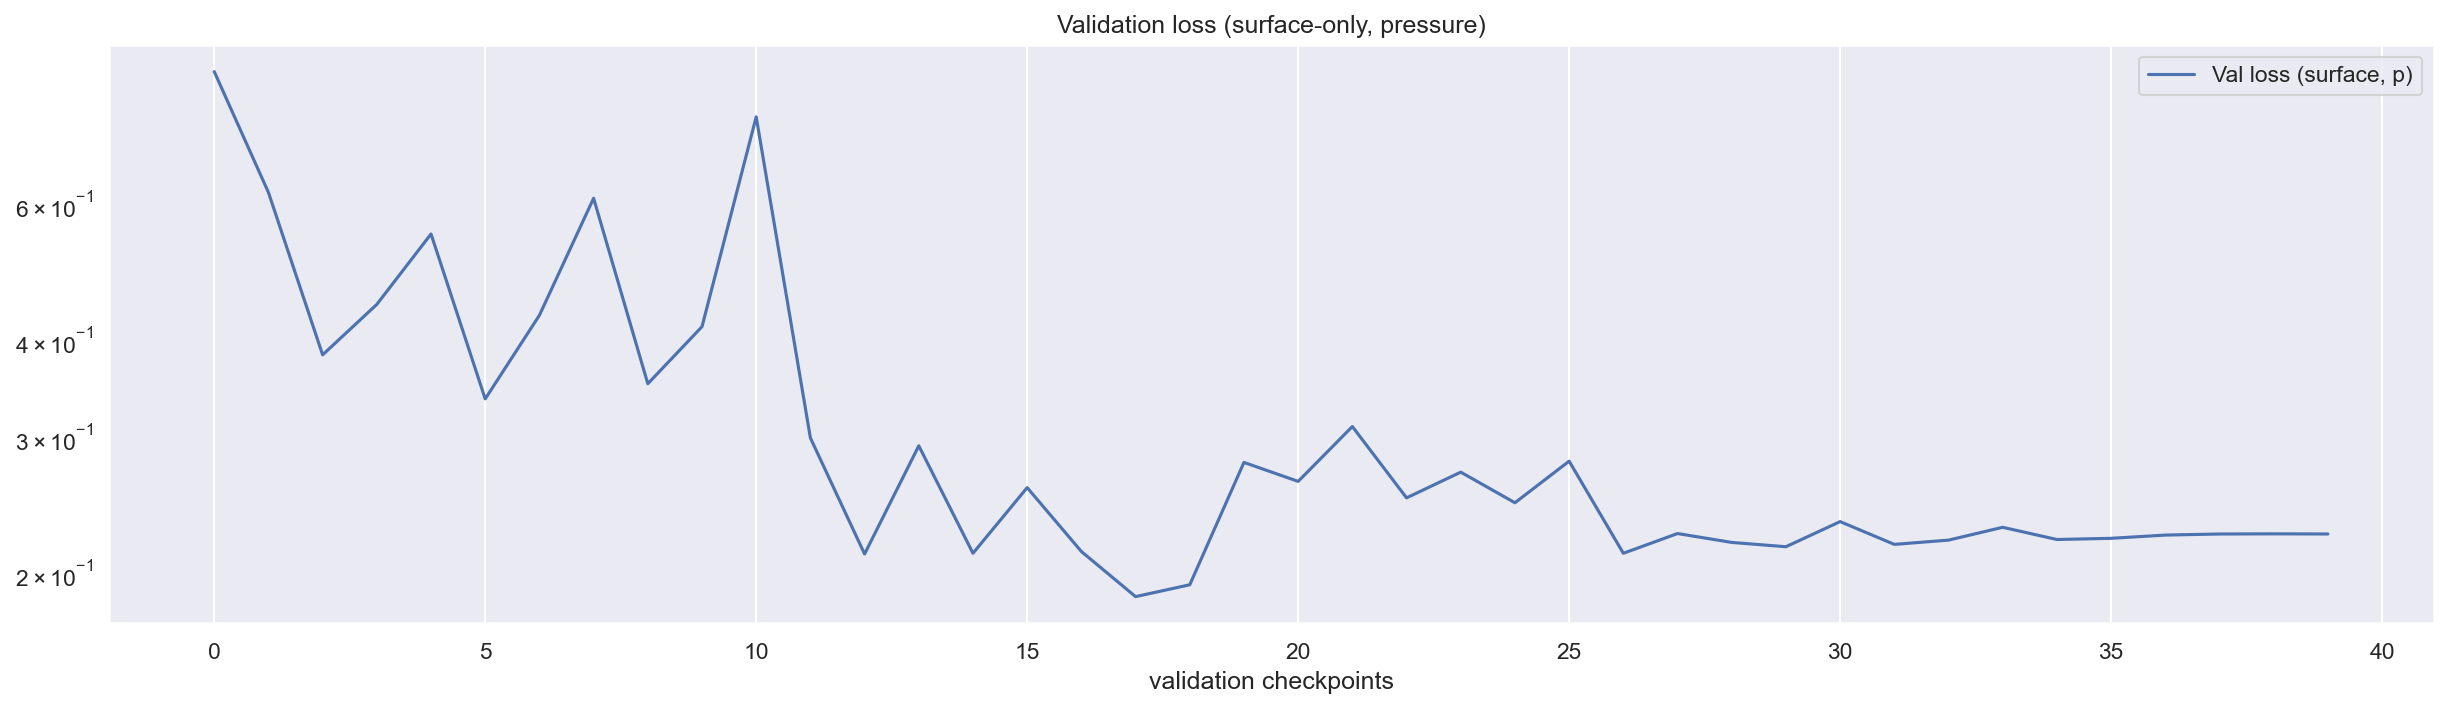 Validation loss (surface-only, pressure)
Val loss (surface, p)
6 × 10⁻¹
4 × 10⁻¹
3 × 10⁻¹
2 × 10⁻¹
0 5 10 15 20 25 30 35 40
validation checkpoints